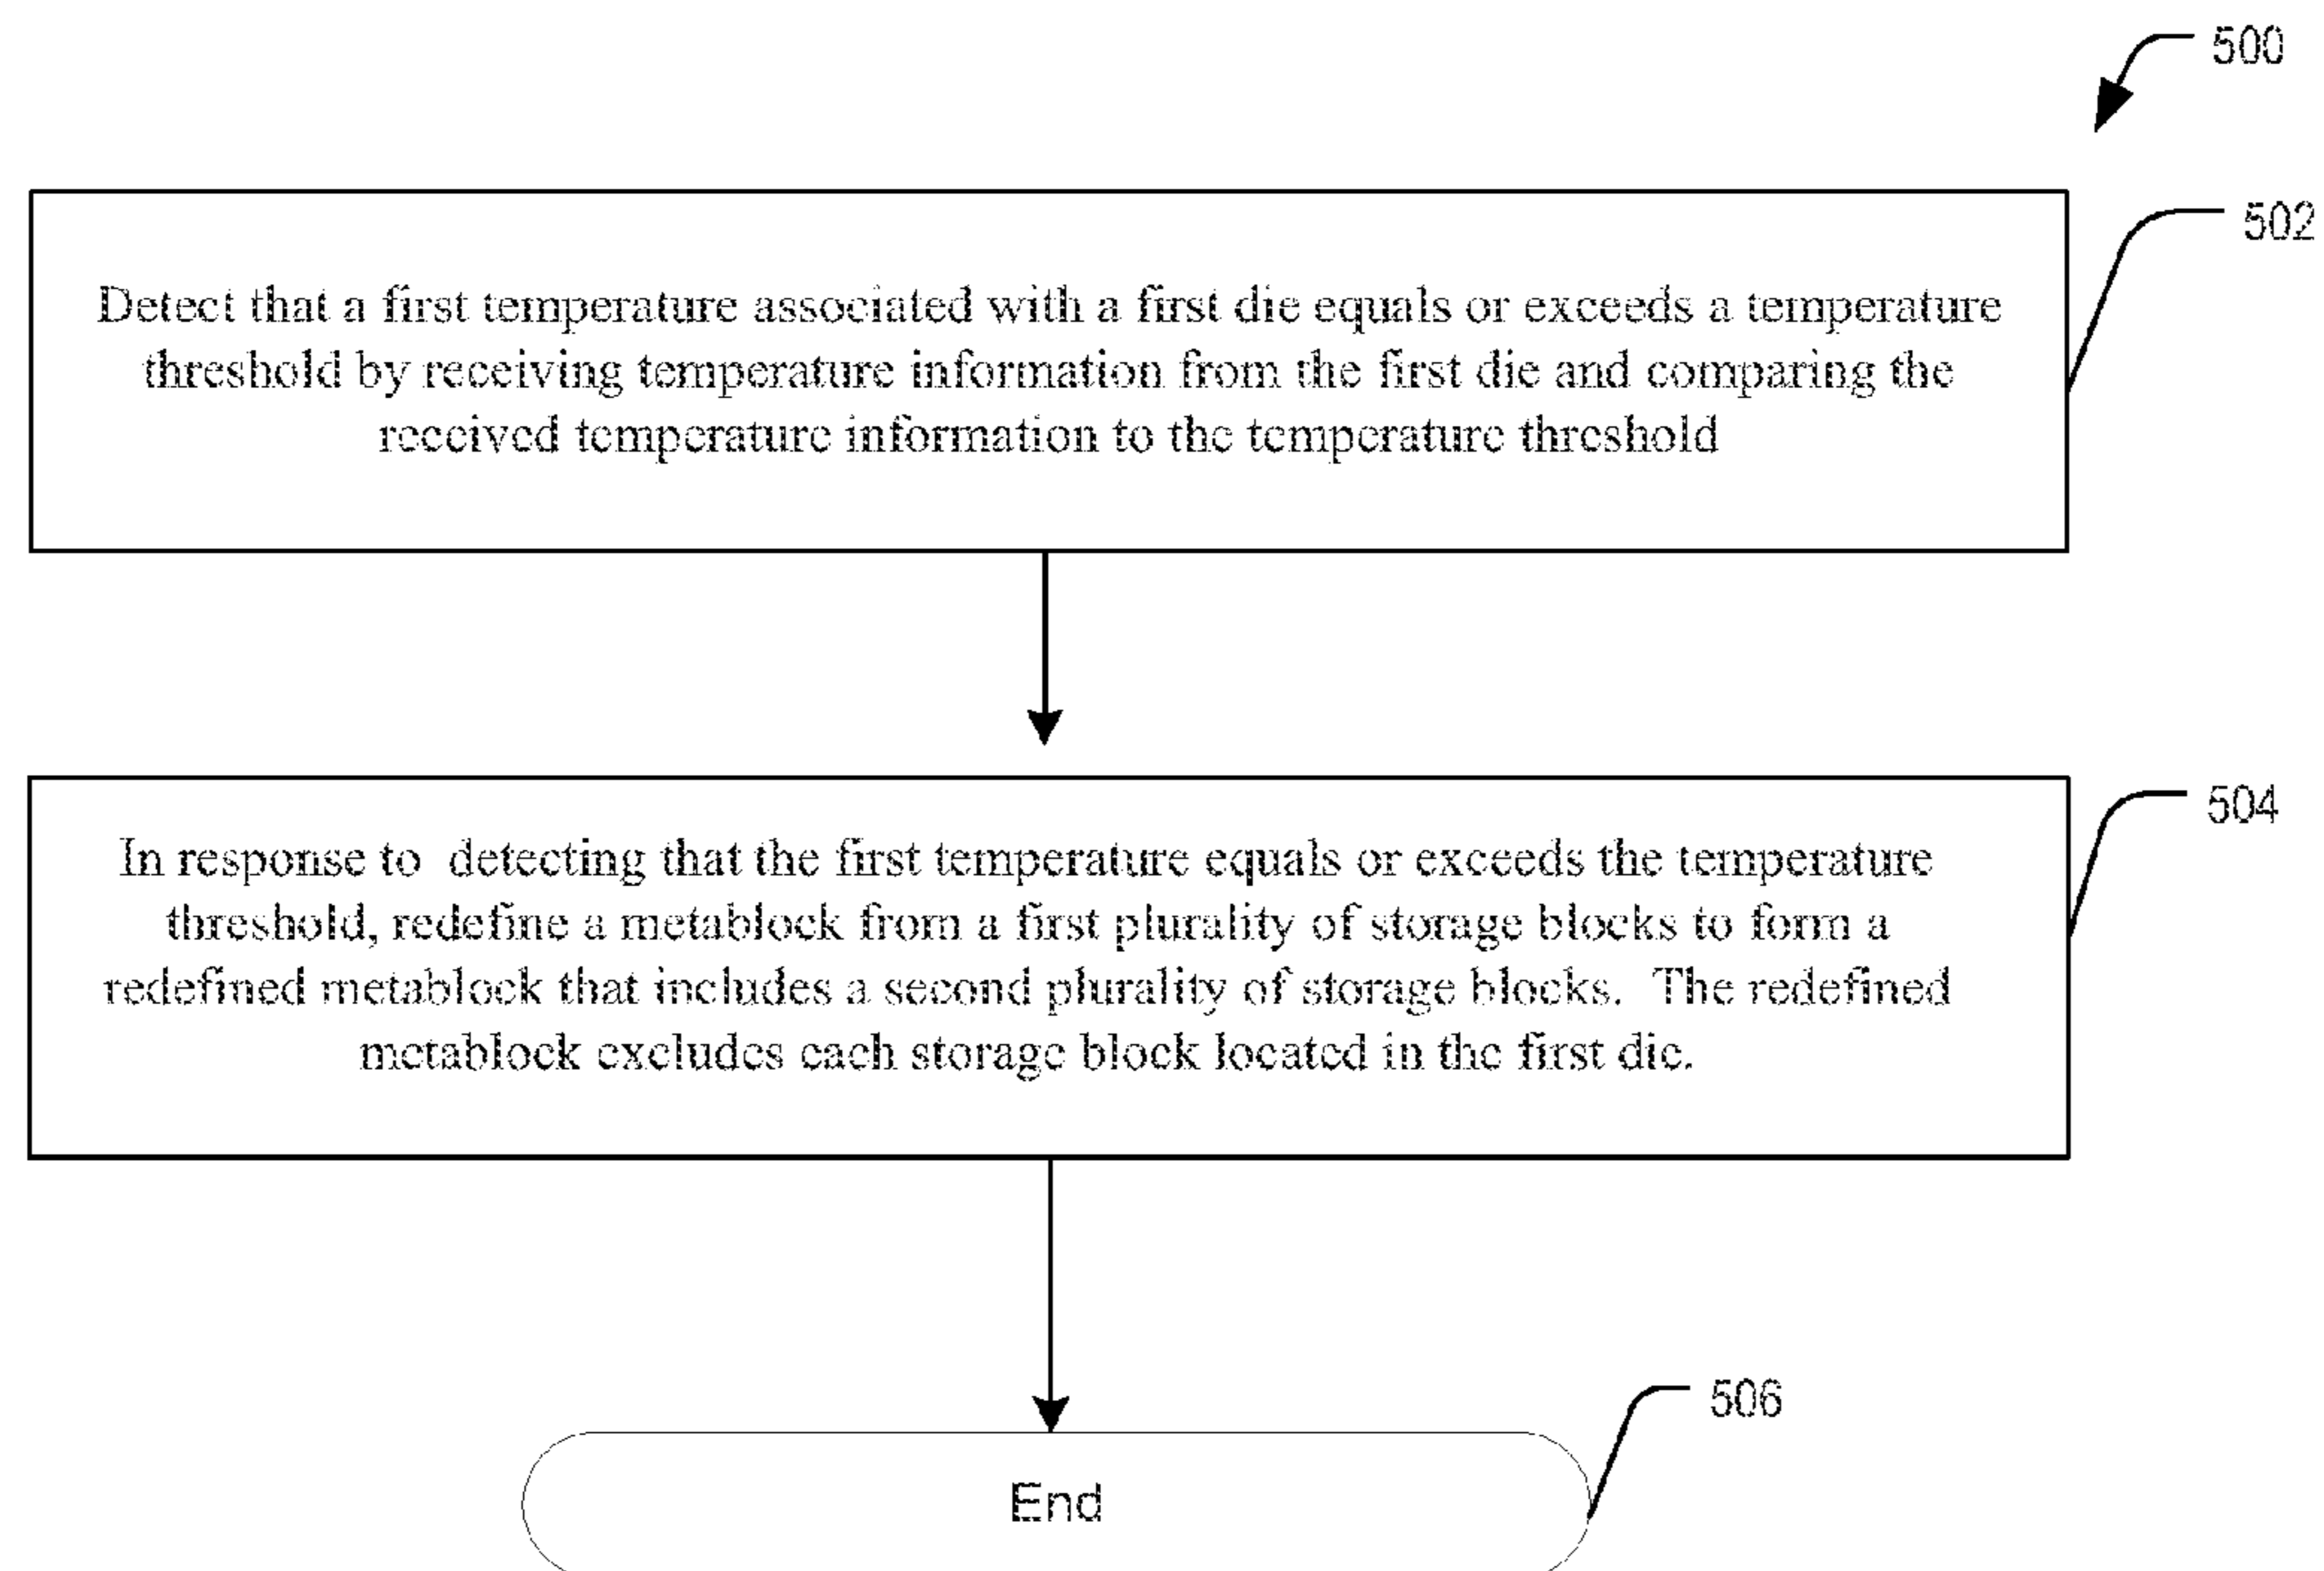 500
502
Detect that a first temperature associated with a first die equals or exceeds a temperature
threshold by receiving temperature information from the first die and comparing the
received temperature information to the temperature threshold
504
In response to  detecting that the first temperature equals or exceeds the temperature
threshold, redefine a metablock from a first plurality of storage blocks to form a
redefined metablock that includes a second plurality of storage blocks.  The redefined
metablock excludes each storage block located in the first die.
506
End